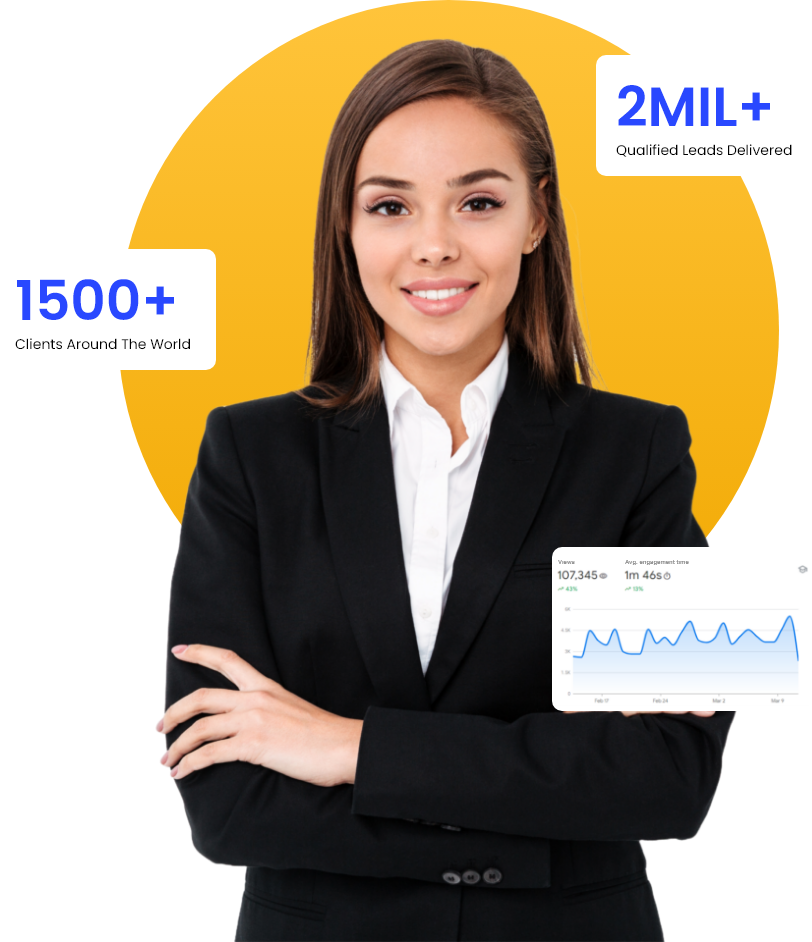 2MIL+
Qualified Leads Delivered
1500+
Clients Around The World
Views
Avg. engagement time
107,345
1m 46s
43%
13%
6K
4.5K
3K
1.5K
0
Feb 17
Feb 24
Mar 2
Mar 9